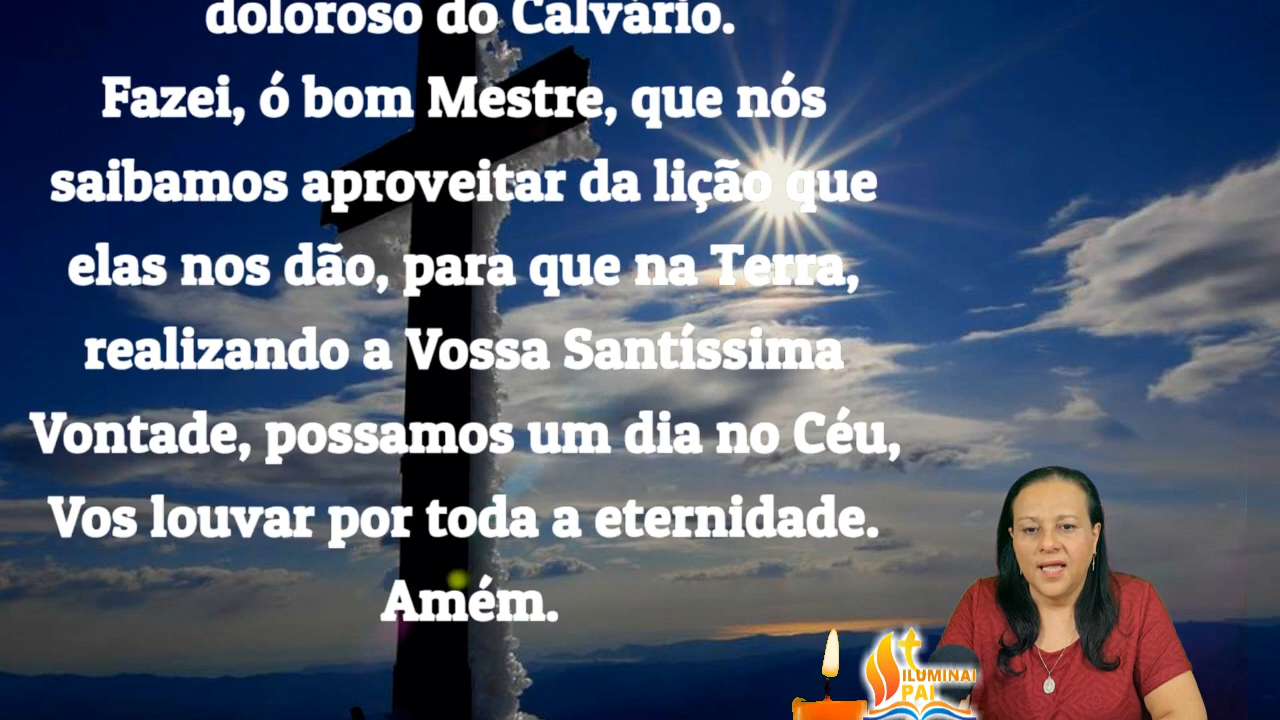 doloroso do Calvário.
Fazei, ó bom Mestre, que nós
saibamos aproveitar da lição que
elas nos dão, para que na Terra,
realizando a Vossa Santíssima
Vontade, possamos um dia no Céu,
Vos louvar por toda a eternidade.
Amém.
ILUMINAI
PAI